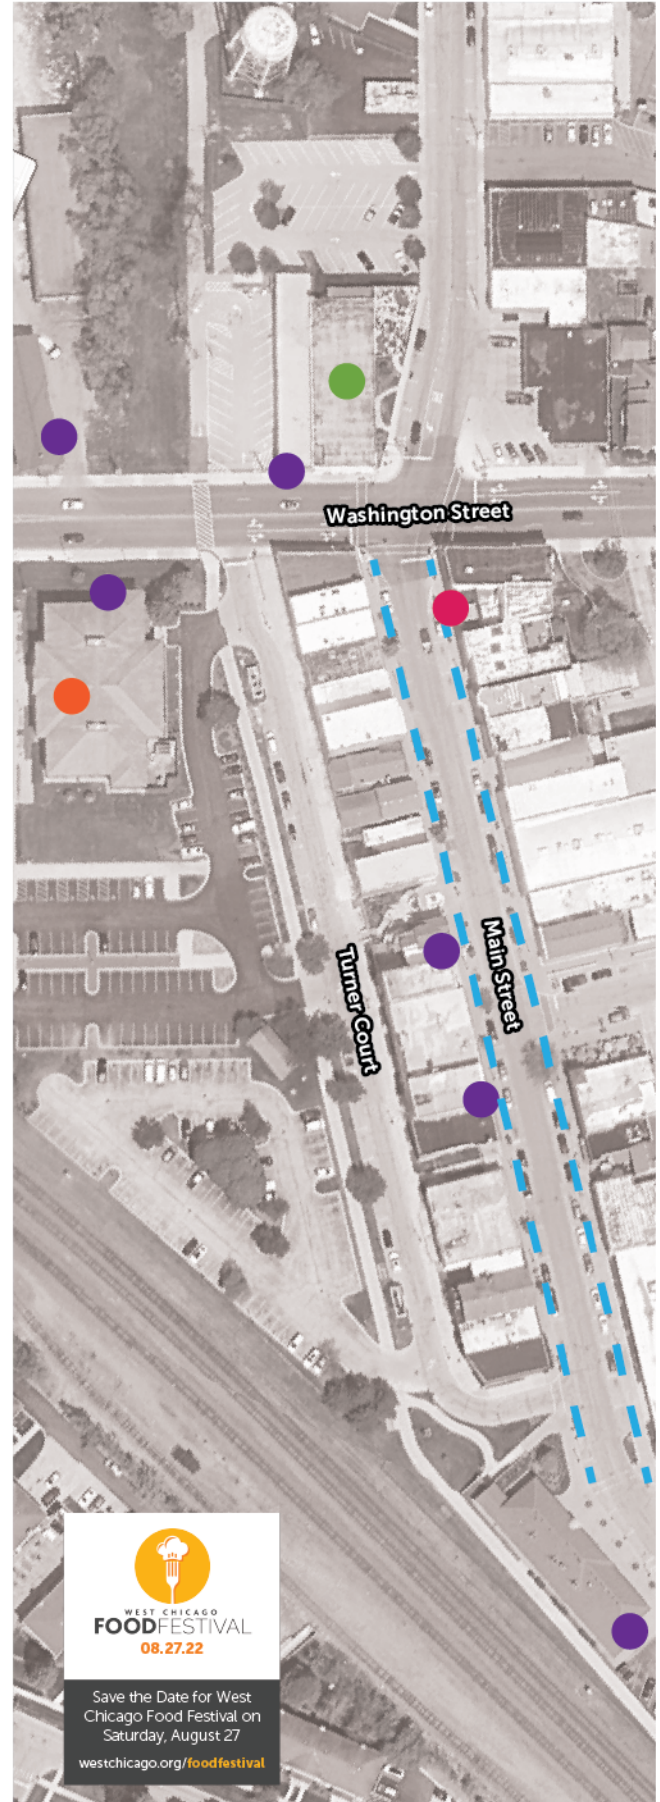 Washington Street
Main Street
Turner Court
WEST CHICAGO
FOODFESTIVAL
08.27.22
Save the Date for West
Chicago Food Festival on
Saturday, August 27
westchicago.org/foodfestival